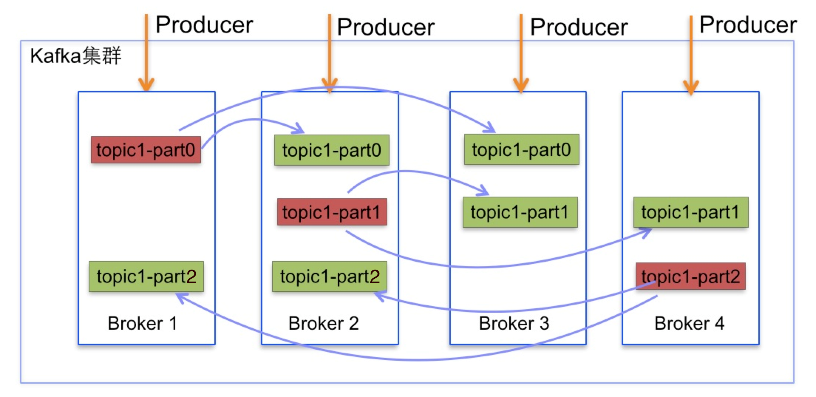 Producer
Producer
Producer
Producer
Kafka集群
topic1-part0
topic1-part0
topic1-part0
topic1-part1
topic1-part1
topic1-part1
topic1-part2
topic1-part2
topic1-part2
Broker 1
Broker 2
Broker 3
Broker 4